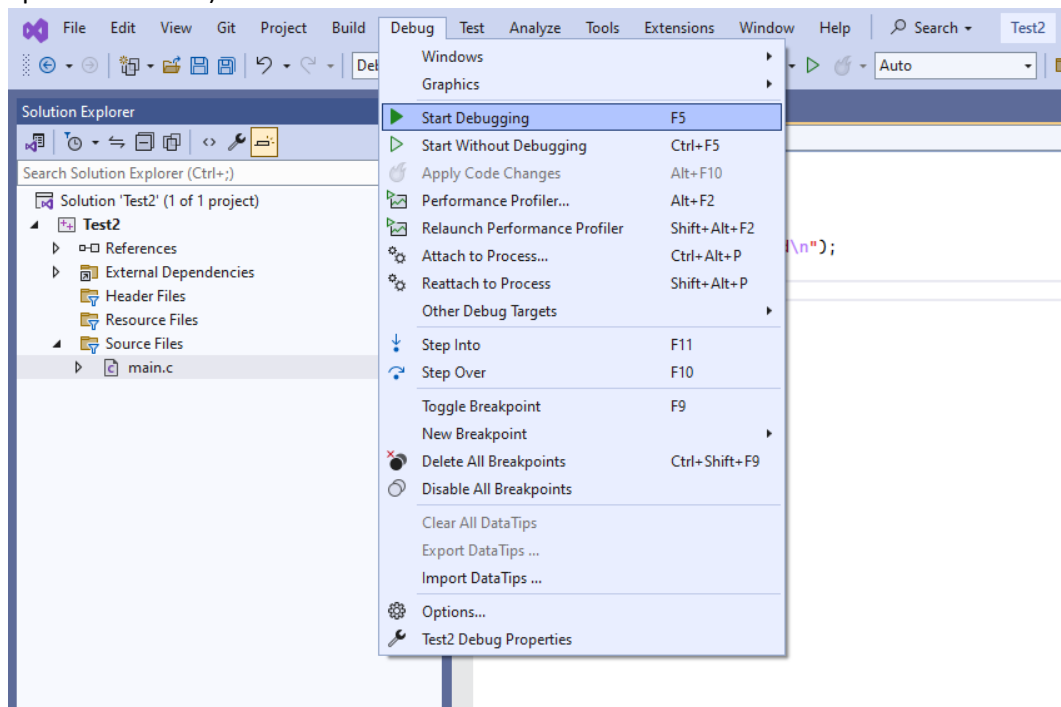 File Edit View Git Project Build Debug Test Analyze Tools Extensions Window Help Search Test2
Auto
Solution Explorer
Search Solution Explorer (Ctrl+;)
Solution 'Test2' (1 of 1 project)
Test2
References
External Dependencies
Header Files
Resource Files
Source Files
main.c
Windows
Graphics
Start Debugging F5
Start Without Debugging Ctrl+F5
Apply Code Changes Alt+F10
Performance Profiler... Alt+F2
Relaunch Performance Profiler Shift+Alt+F2
Attach to Process... Ctrl+Alt+P
Reattach to Process Shift+Alt+P
Other Debug Targets
Step Into F11
Step Over F10
Toggle Breakpoint F9
New Breakpoint
Delete All Breakpoints Ctrl+Shift+F9
Disable All Breakpoints
Clear All DataTips
Export DataTips ...
Import DataTips ...
Options...
Test2 Debug Properties
\n");